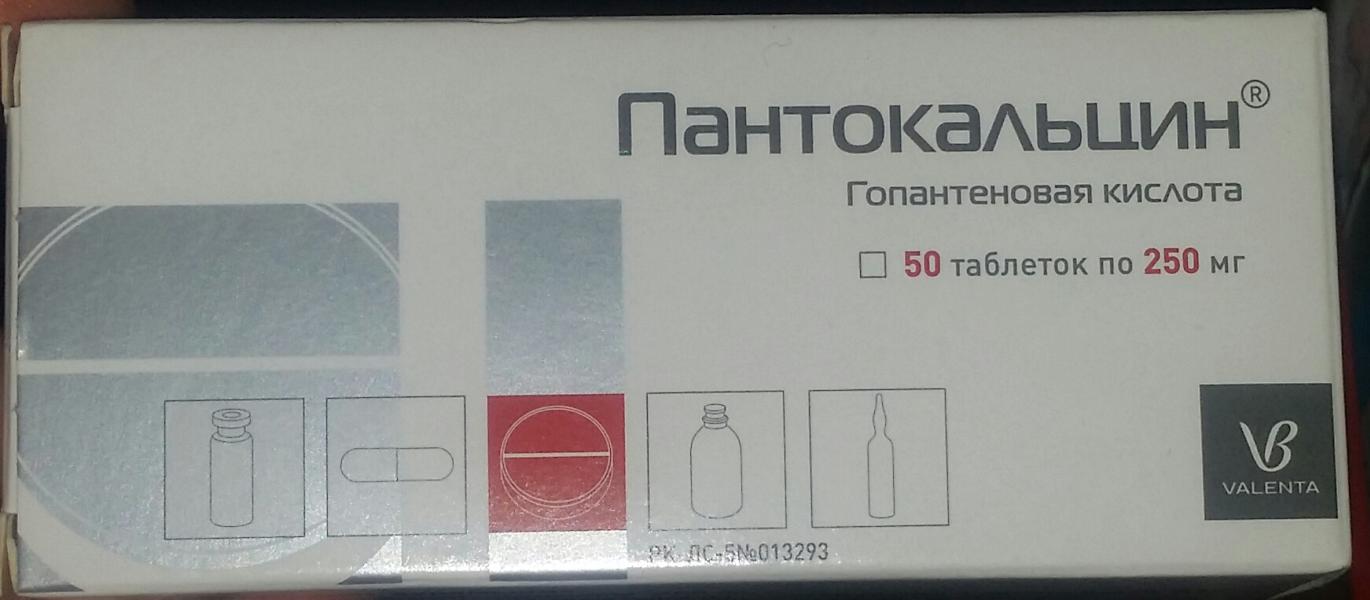 Пантокальцин®
Гопантеновая кислота
50 таблеток по 250 мг
VALENTA
РК ЛС-5№013293